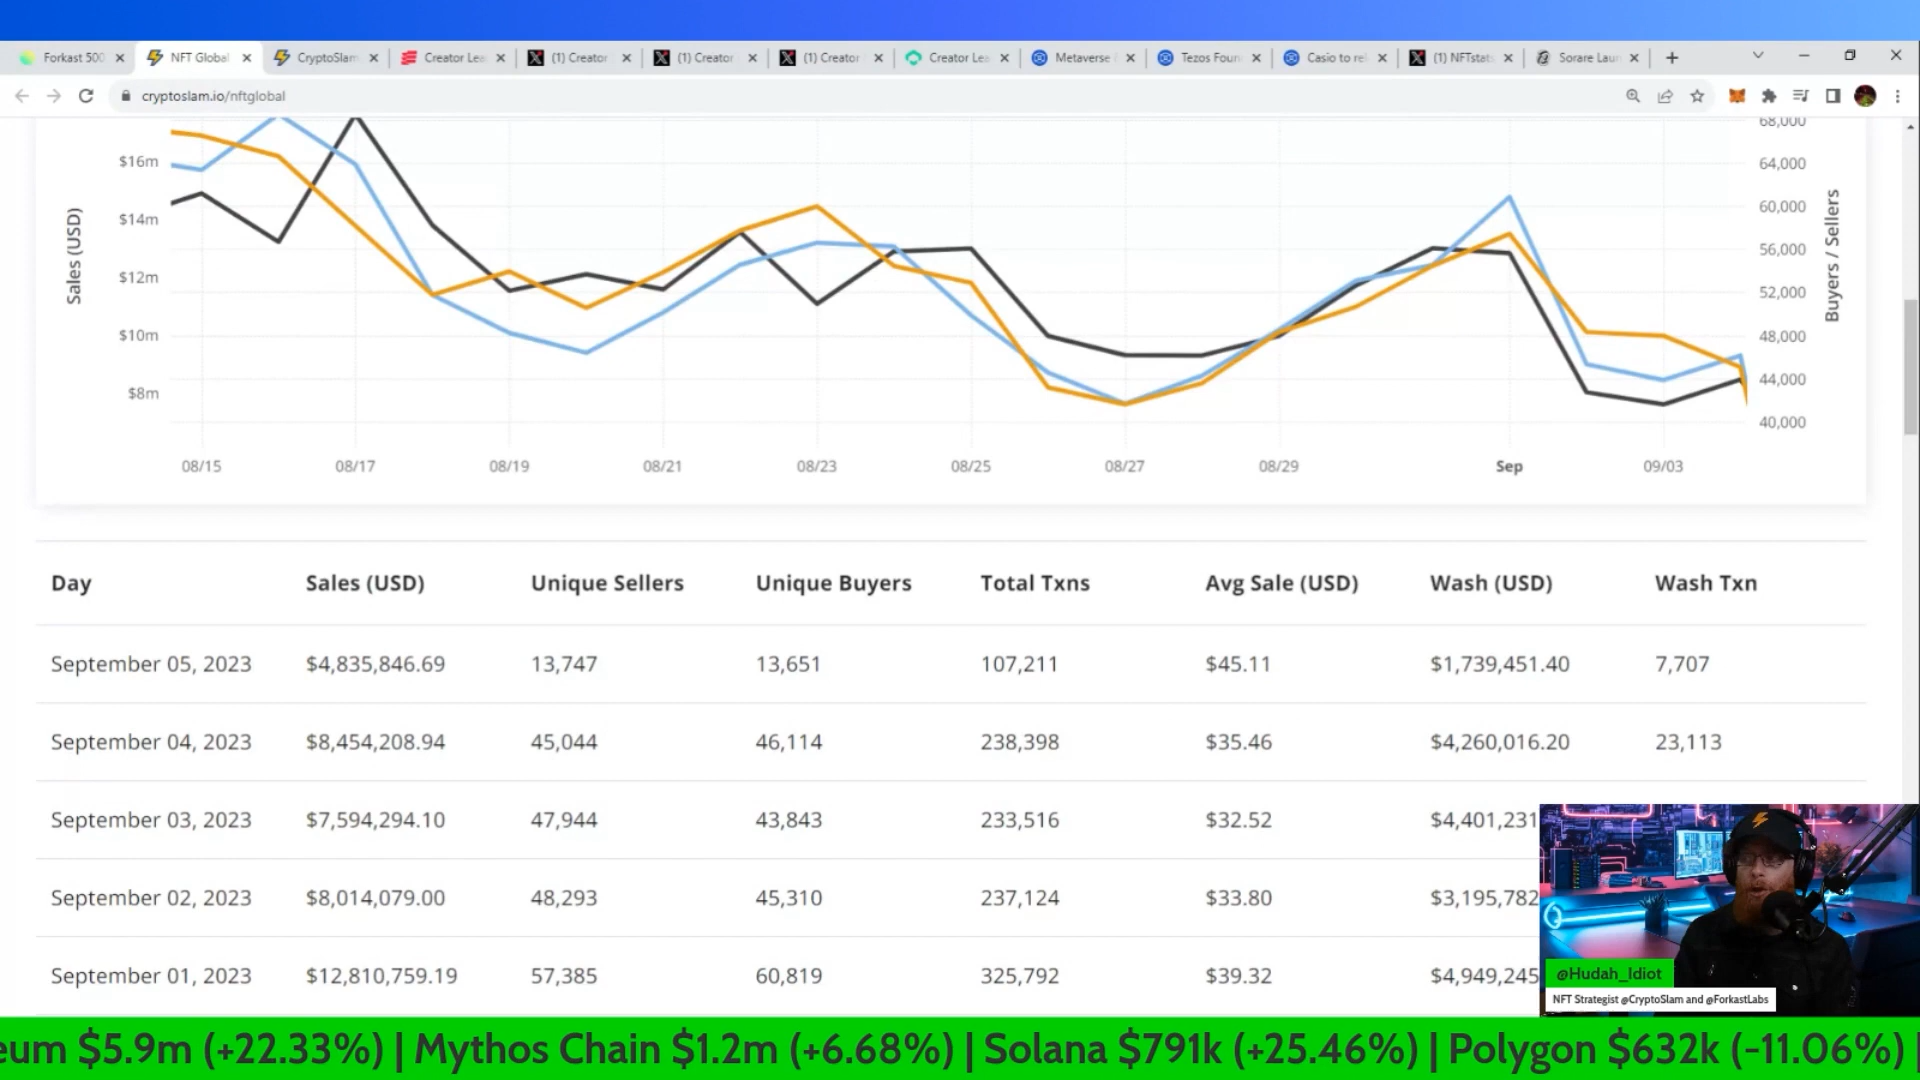 Forkast 500
NFT Global
CryptoSlam
Creator Lea
(1) Creator
(1) Creator
(1) Creator
Creator Lea
Metaverse
Tezos Foun
Casio to rel
(1) NFTstats
Sorare Laun
cryptoslam.io/nftglobal
68,000
$16m
64,000
$14m
60,000
56,000
$12m
52,000
$10m
48,000
$8m
44,000
40,000
Sales (USD)
Buyers / Sellers
08/15 08/17 08/19 08/21 08/23 08/25 08/27 08/29 Sep 09/03
Day Sales (USD) Unique Sellers Unique Buyers Total Txns Avg Sale (USD) Wash (USD) Wash Txn
September 05, 2023 $4,835,846.69 13,747 13,651 107,211 $45.11 $1,739,451.40 7,707
September 04, 2023 $8,454,208.94 45,044 46,114 238,398 $35.46 $4,260,016.20 23,113
September 03, 2023 $7,594,294.10 47,944 43,843 233,516 $32.52 $4,401,231
September 02, 2023 $8,014,079.00 48,293 45,310 237,124 $33.80 $3,195,782
September 01, 2023 $12,810,759.19 57,385 60,819 325,792 $39.32 $4,949,245
@Hudah_Idiot
NFT Strategist @CryptoSlam and @ForkastLabs
eum $5.9m (+22.33%) | Mythos Chain $1.2m (+6.68%) | Solana $791k (+25.46%) | Polygon $632k (-11.06%) |